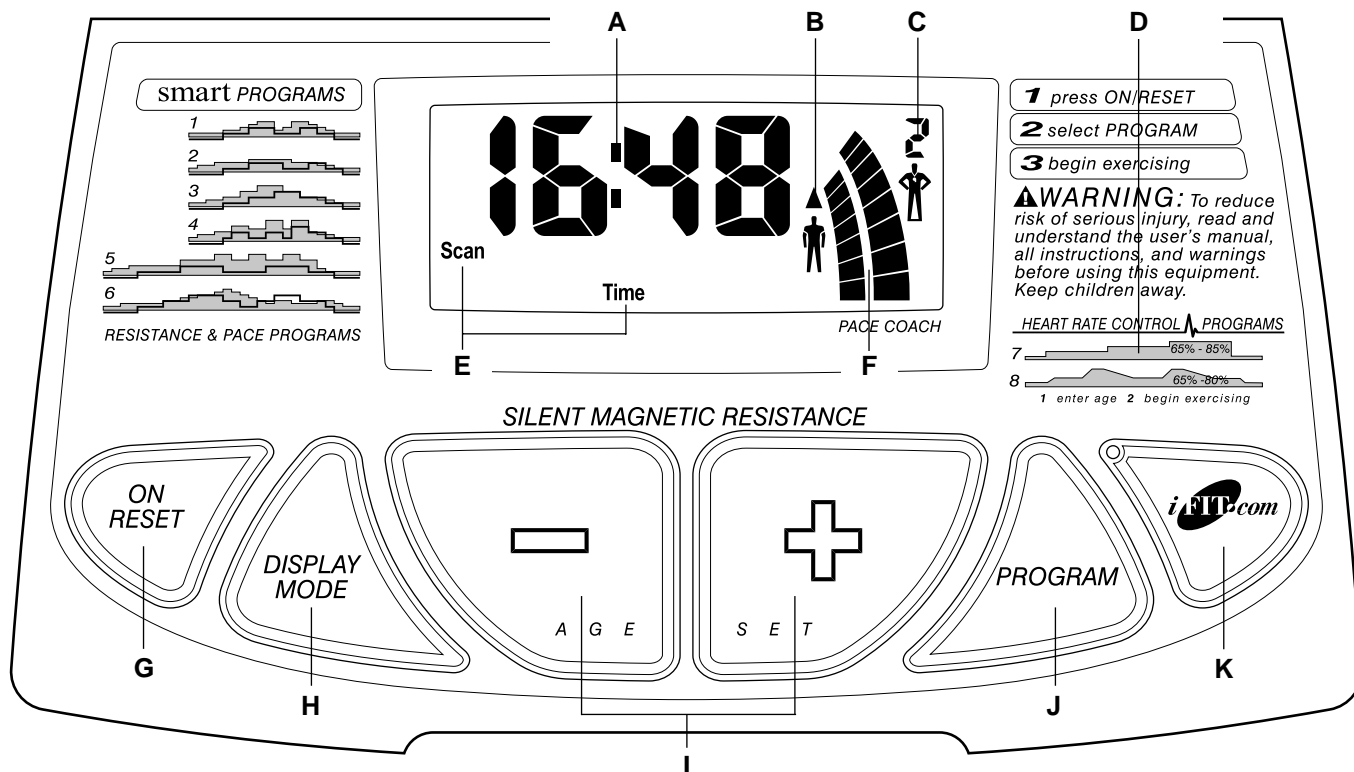 A
B
C
D
smart PROGRAMS
1
2
3
4
5
6
RESISTANCE & PACE PROGRAMS
16:48
2
Scan
Time
PACE COACH
E
F
1 press ON/RESET
2 select PROGRAM
3 begin exercising
WARNING: To reduce
risk of serious injury, read and
understand the user's manual,
all instructions, and warnings
before using this equipment.
Keep children away.
HEART RATE CONTROL PROGRAMS
7 65% - 85%
8 65% -80%
1 enter age 2 begin exercising
SILENT MAGNETIC RESISTANCE
ON
RESET
DISPLAY
MODE
AGE SET
PROGRAM
iFIT.com
G
H
I
J
K